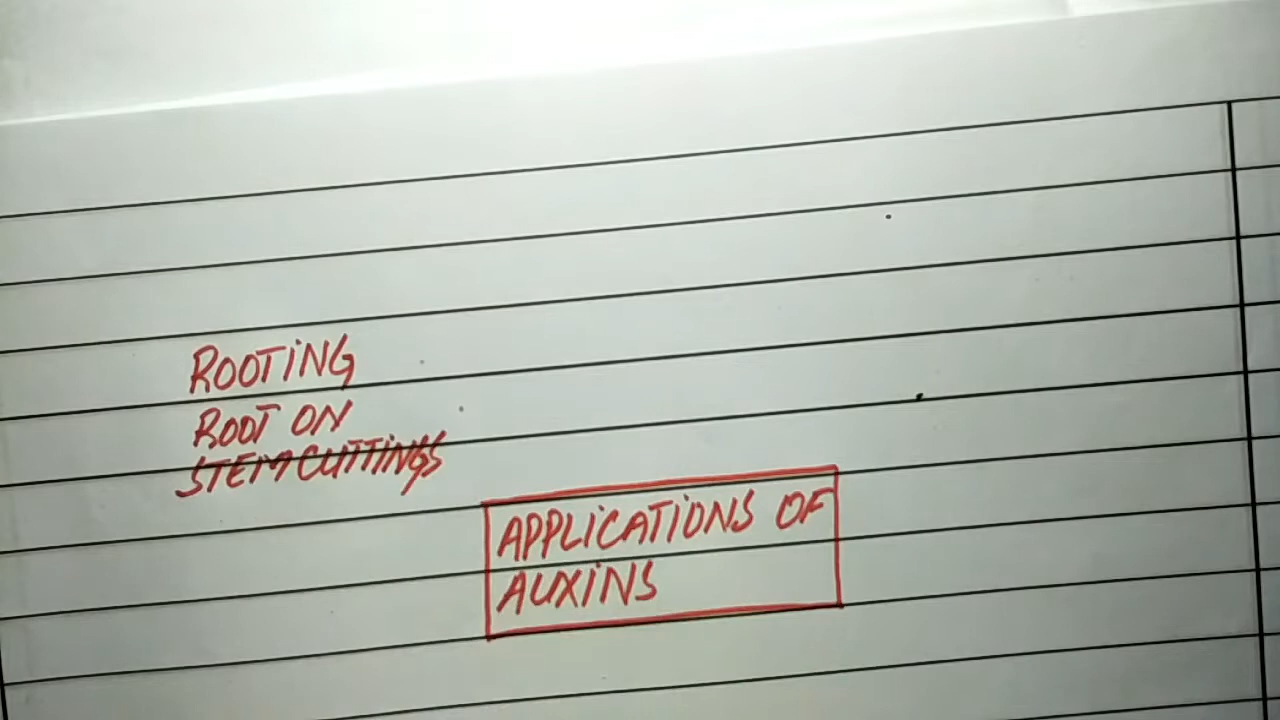 ROOTING
ROOT ON
STEM CUTTINGS
APPLICATIONS OF
AUXINS